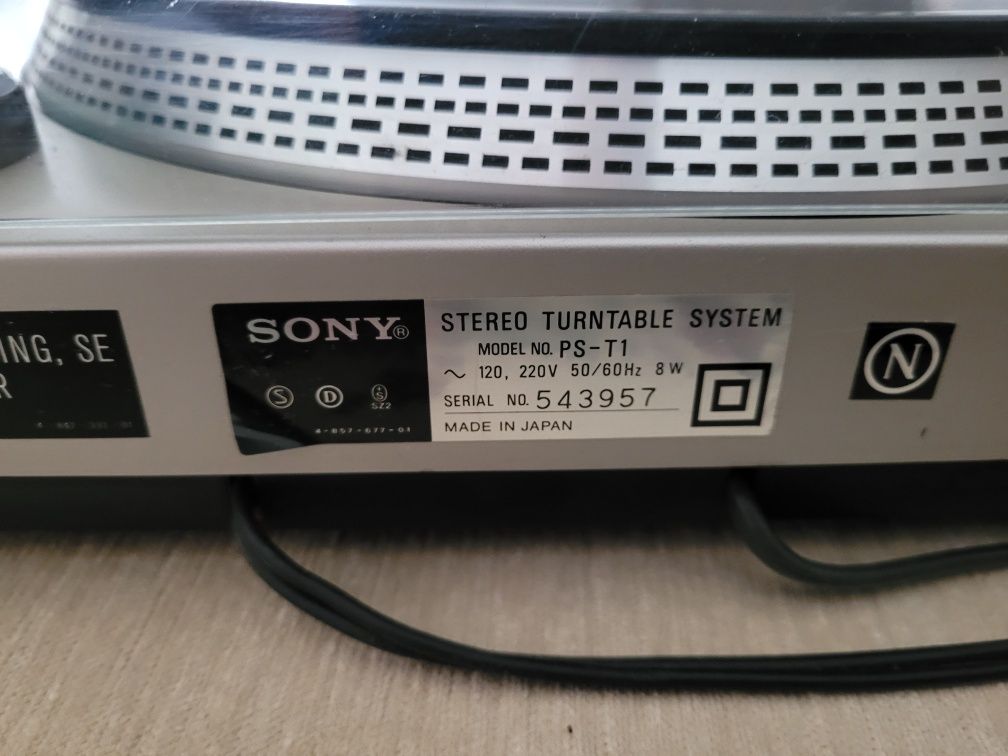 ING, SE
R
SONY®
S D S
SZ2
4-857-677-01
STEREO TURNTABLE SYSTEM
MODEL NO. PS-T1
~ 120, 220V 50/60Hz 8W
SERIAL NO. 543957
MADE IN JAPAN
N